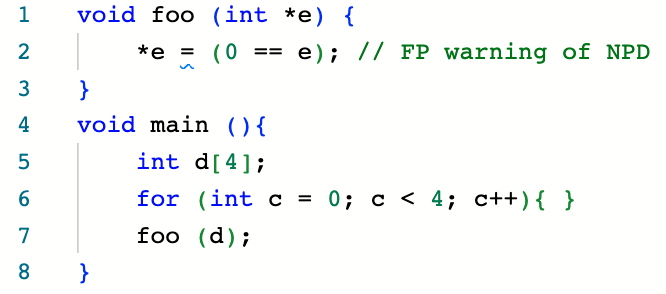 1 void foo (int *e) {
2 *e = (0 == e); // FP warning of NPD
3 }
4 void main (){
5 int d[4];
6 for (int c = 0; c < 4; c++){ }
7 foo (d);
8 }